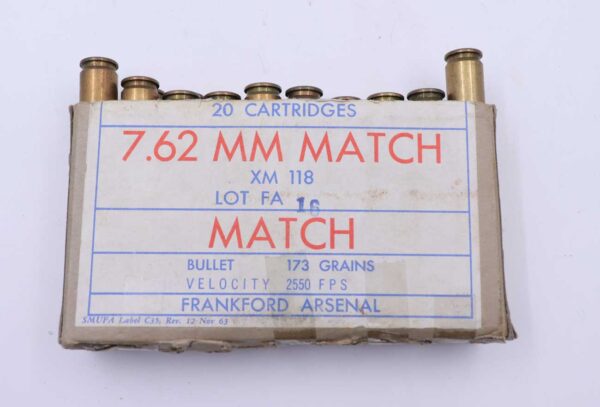 20 CARTRIDGES
7.62 MM MATCH
XM 118
LOT FA 16
MATCH
BULLET 173 GRAINS
VELOCITY 2550 FPS
FRANKFORD ARSENAL
SMUFA Label C35, Rev. 12 Nov 63